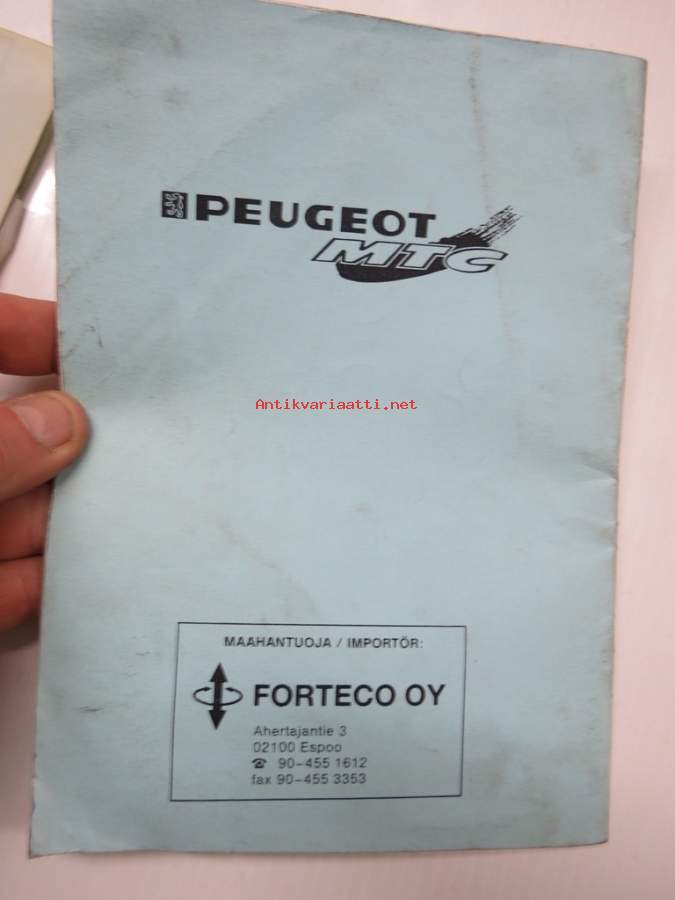 PEUGEOT
MTC
Antikvariaatti.net
MAAHANTUOJA / IMPORTÖR:
FORTECO OY
Ahertajantie 3
02100 Espoo
☎ 90-455 1612
fax 90-455 3353